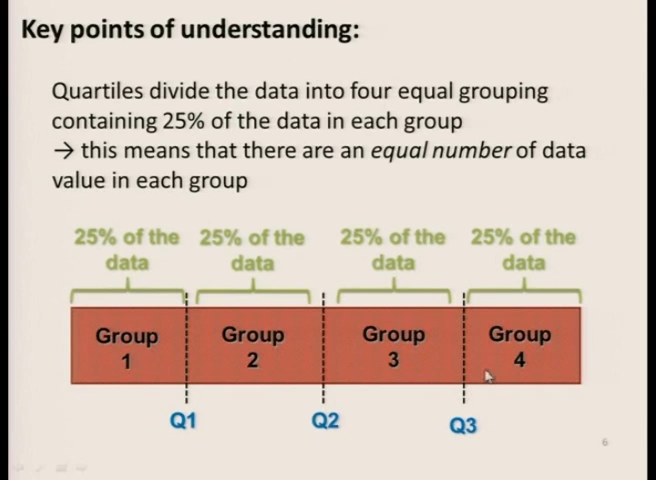 Key points of understanding:
Quartiles divide the data into four equal grouping
containing 25% of the data in each group
→ this means that there are an equal number of data
value in each group
25% of the data
25% of the data
25% of the data
25% of the data
Group 1
Group 2
Group 3
Group 4
Q1
Q2
Q3
6